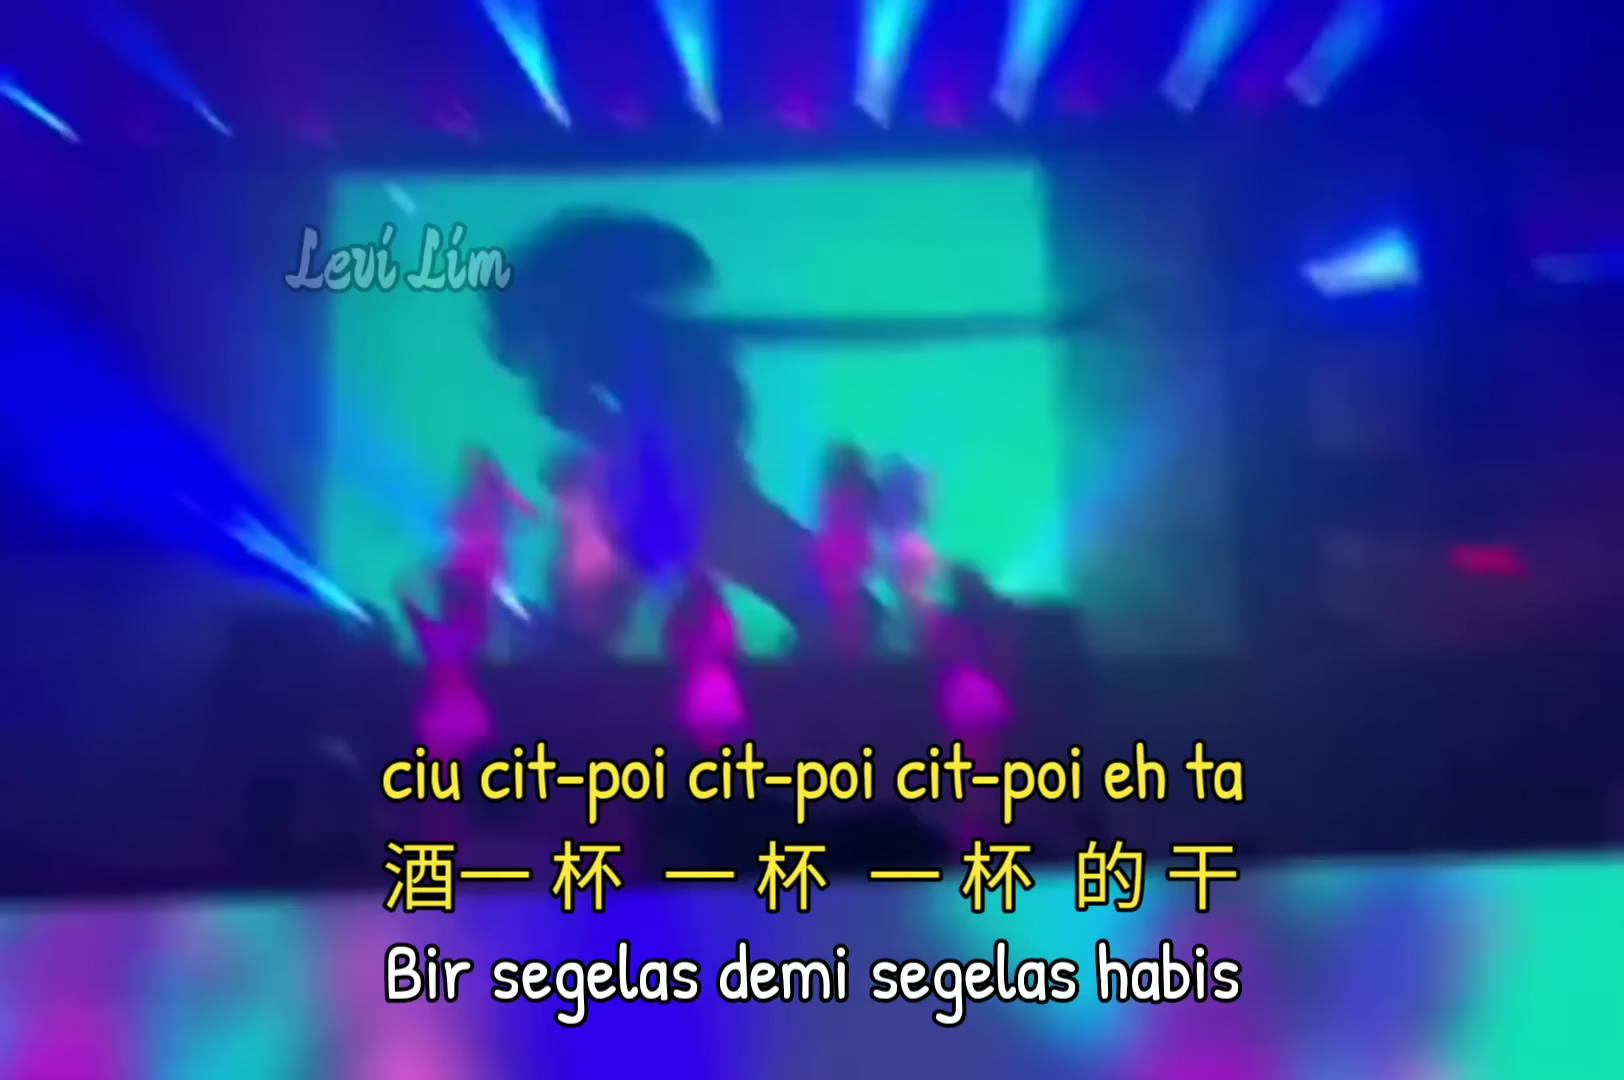 Levi Lim
ciu cit-poi cit-poi cit-poi eh ta
酒一 杯 一 杯 一 杯 的 干
Bir segelas demi segelas habis